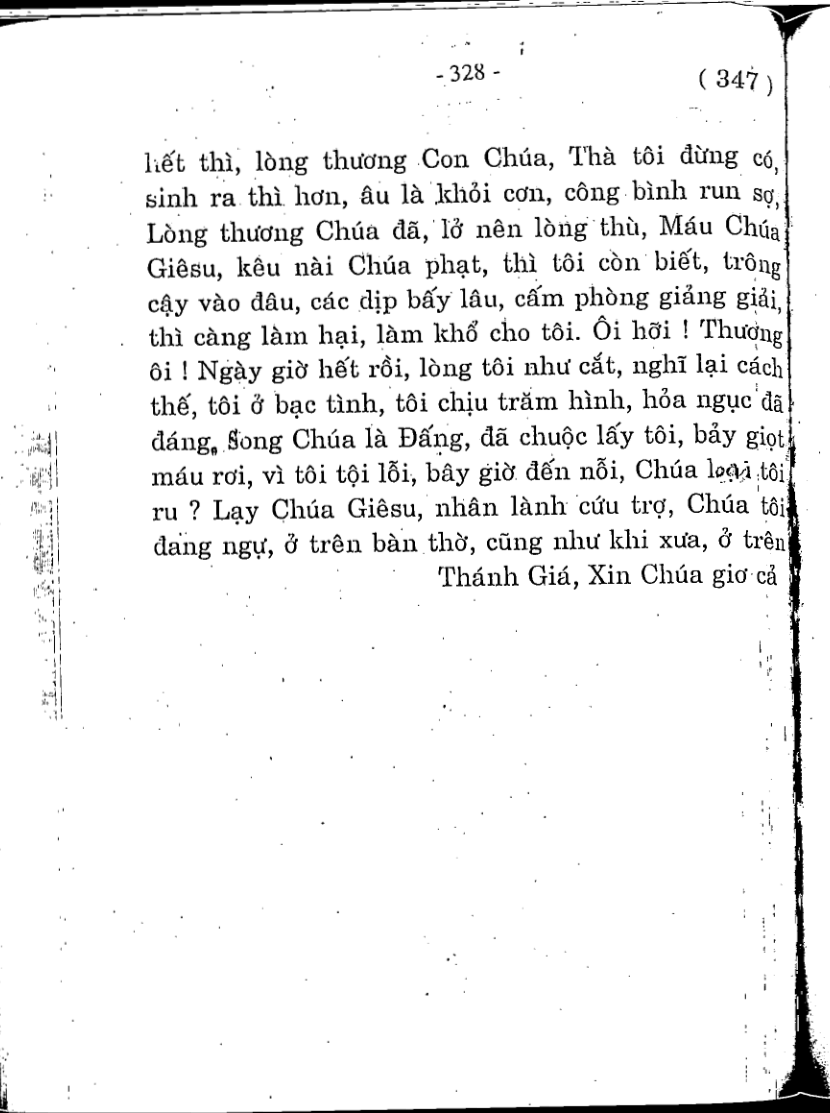 - 328 -
( 347 )
hết thì, lòng thương Con Chúa, Thà tôi đừng có,
sinh ra thì hơn, âu là khỏi cơn, công bình run sợ,
Lòng thương Chúa đã, lở nên lòng thù, Máu Chúa
Giêsu, kêu nài Chúa phạt, thì tôi còn biết, trông
cậy vào đâu, các dịp bấy lâu, cấm phòng giảng giải,
thì càng làm hại, làm khổ cho tôi. Ôi hỡi ! Thương
ôi ! Ngày giờ hết rồi, lòng tôi như cắt, nghĩ lại cách
thế, tôi ở bạc tình, tôi chịu trăm hình, hỏa ngục đã
đáng, Song Chúa là Đấng, đã chuộc lấy tôi, bảy giọt
máu rơi, vì tôi tội lỗi, bây giờ đến nỗi, Chúa loại tôi
ru ? Lạy Chúa Giêsu, nhân lành cứu trợ, Chúa tôi
đang ngự, ở trên bàn thờ, cũng như khi xưa, ở trên
Thánh Giá, Xin Chúa giơ cả